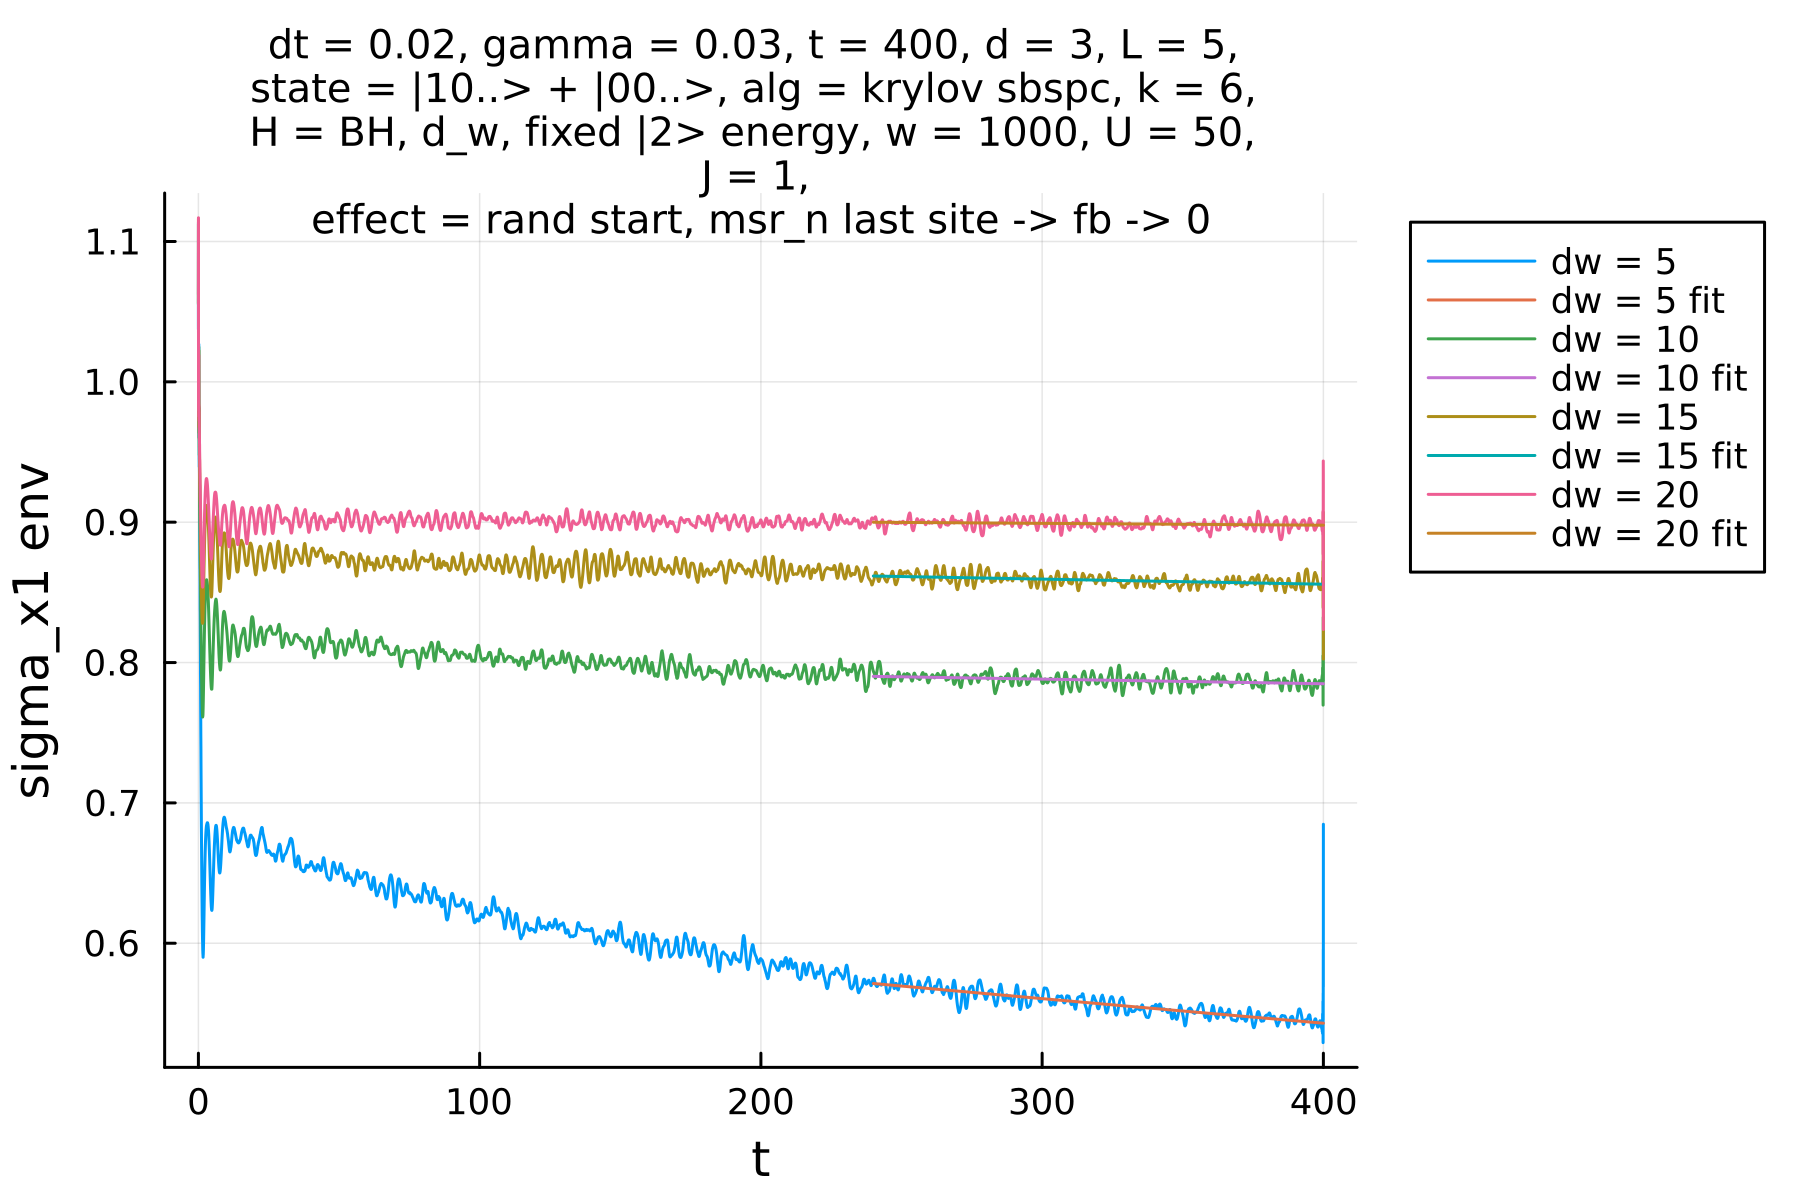 dt = 0.02, gamma = 0.03, t = 400, d = 3, L = 5,
state = |10..> + |00..>, alg = krylov sbspc, k = 6,
H = BH, d_w, fixed |2> energy, w = 1000, U = 50,
J = 1,
effect = rand start, msr_n last site -> fb -> 0
sigma_x1 env
1.1
1.0
0.9
0.8
0.7
0.6
0
100
200
300
400
t
dw = 5
dw = 5 fit
dw = 10
dw = 10 fit
dw = 15
dw = 15 fit
dw = 20
dw = 20 fit